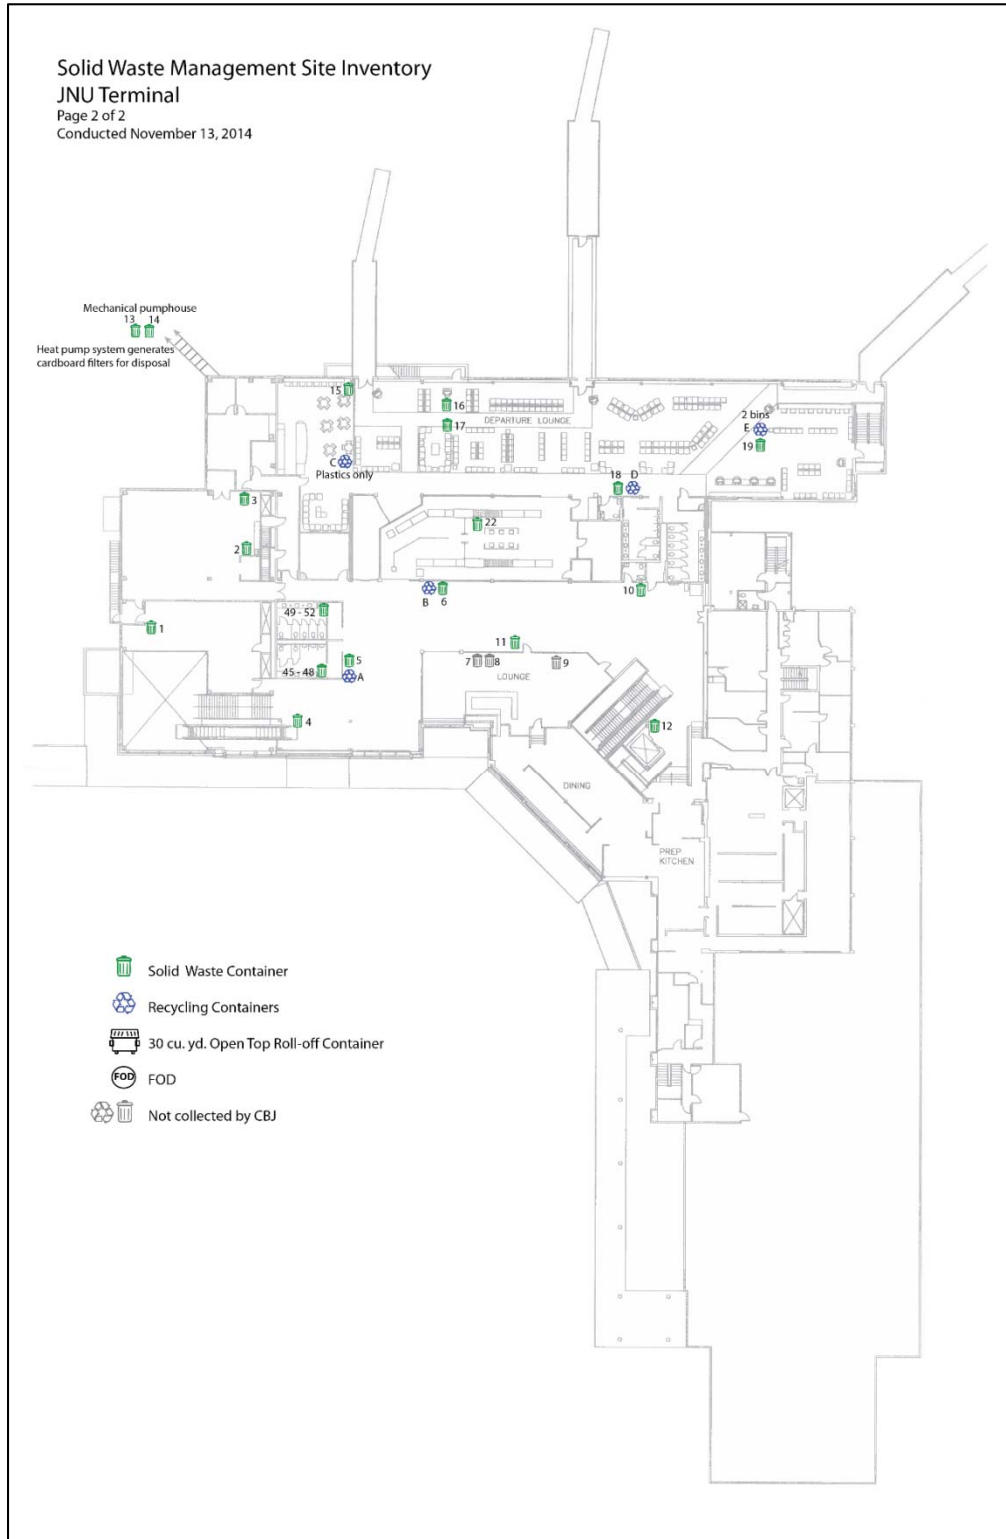 Solid Waste Management Site Inventory
JNU Terminal
Page 2 of 2
Conducted November 13, 2014
Mechanical pumphouse
13 14
Heat pump system generates
cardboard filters for disposal
15
16
17
DEPARTURE LOUNGE
2 bins
E
19
C
Plastics only
18 D
3
22
2
B 6
10
49 - 52
1
11
5
7 8 9
45 - 48 A
LOUNGE
4
12
DINING
PREP
KITCHEN
Solid Waste Container
Recycling Containers
30 cu. yd. Open Top Roll-off Container
FOD FOD
Not collected by CBJ